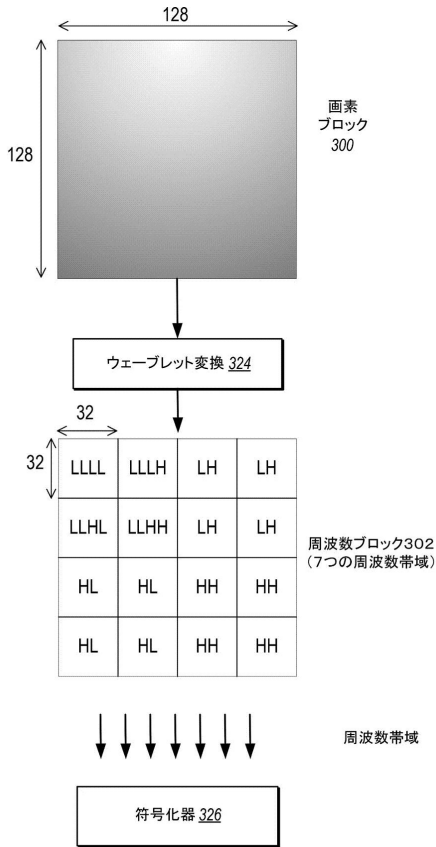 128
128
画素
ブロック
300
ウェーブレット変換 324
32
32
LLLL LLLH LH LH
LLHL LLHH LH LH
HL HL HH HH
HL HL HH HH
周波数ブロック302
(7つの周波数帯域)
周波数帯域
符号化器 326